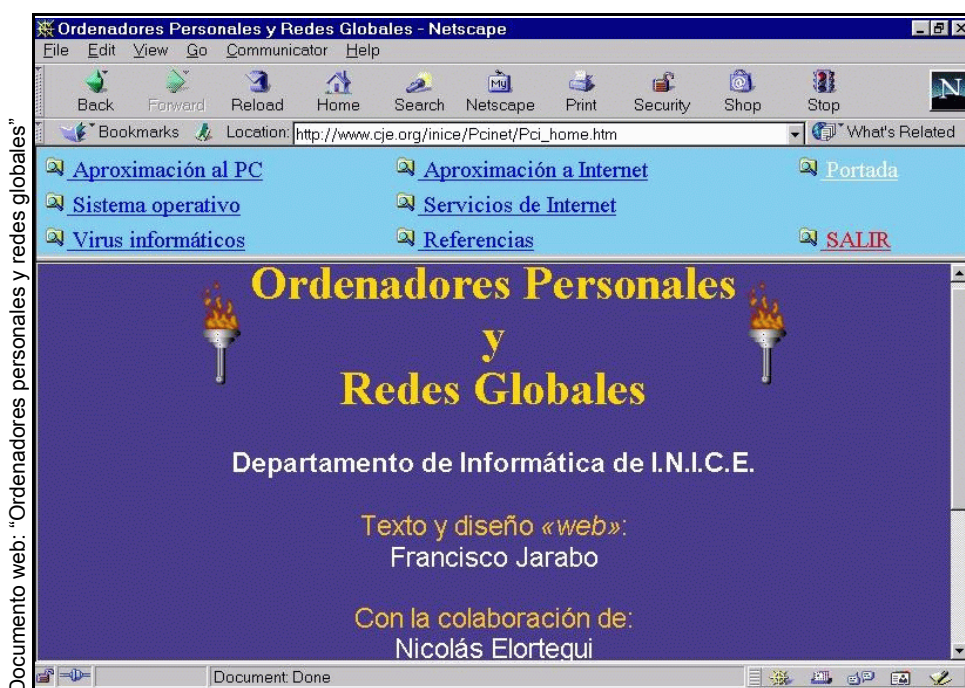 Documento web: “Ordenadores personales y redes globales”
Ordenadores Personales y Redes Globales - Netscape
File Edit View Go Communicator Help
Back Forward Reload Home Search My Netscape Print Security Shop Stop N
Bookmarks Location: http://www.cje.org/inice/Pcinet/Pci_home.htm What's Related
Aproximación al PC Aproximación a Internet Portada
Sistema operativo Servicios de Internet
Virus informáticos Referencias SALIR
Ordenadores Personales
y
Redes Globales
Departamento de Informática de I.N.I.C.E.
Texto y diseño «web»:
Francisco Jarabo
Con la colaboración de:
Nicolás Elortegui
Document: Done